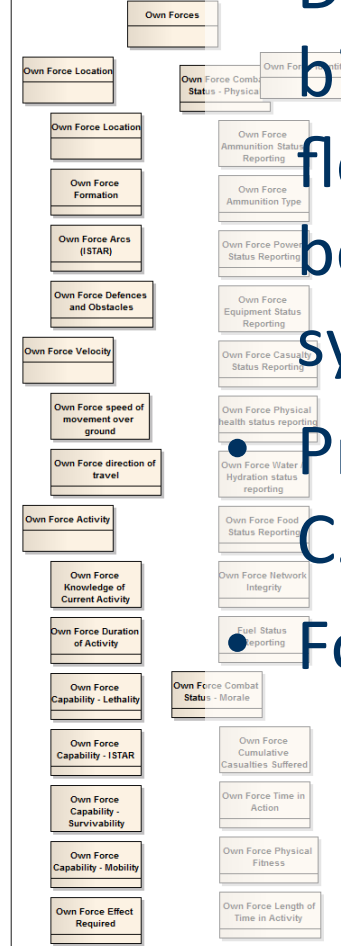 Own Forces
Own Force Location
Own Force Location
Own Force
Formation
Own Force Arcs
(ISTAR)
Own Force Defences
and Obstacles
Own Force Velocity
Own Force speed of
movement over
ground
Own Force direction of
travel
Own Force Activity
Own Force
Knowledge of
Current Activity
Own Force Duration
of Activity
Own Force
Capability - Lethality
Own Force
Capability - ISTAR
Own Force
Capability -
Survivability
Own Force
Capability - Mobility
Own Force Effect
Required
Own Force Combat
Status - Physical
Own Force
Own Force
Ammunition Status
Reporting
Own Force
Ammunition Type
Own Force Power
Status Reporting
Own Force
Equipment Status
Reporting
Own Force Casualty
Status Reporting
Own Force Physical
health status reporting
Own Force Water /
Hydration status
reporting
Own Force Food
Status Reporting
Own Force Network
Integrity
Fuel Status
Reporting
Own Force Combat
Status - Morale
Own Force
Cumulative
Casualties Suffered
Own Force Time in
Action
Own Force Physical
Fitness
Own Force Length of
Time in Activity